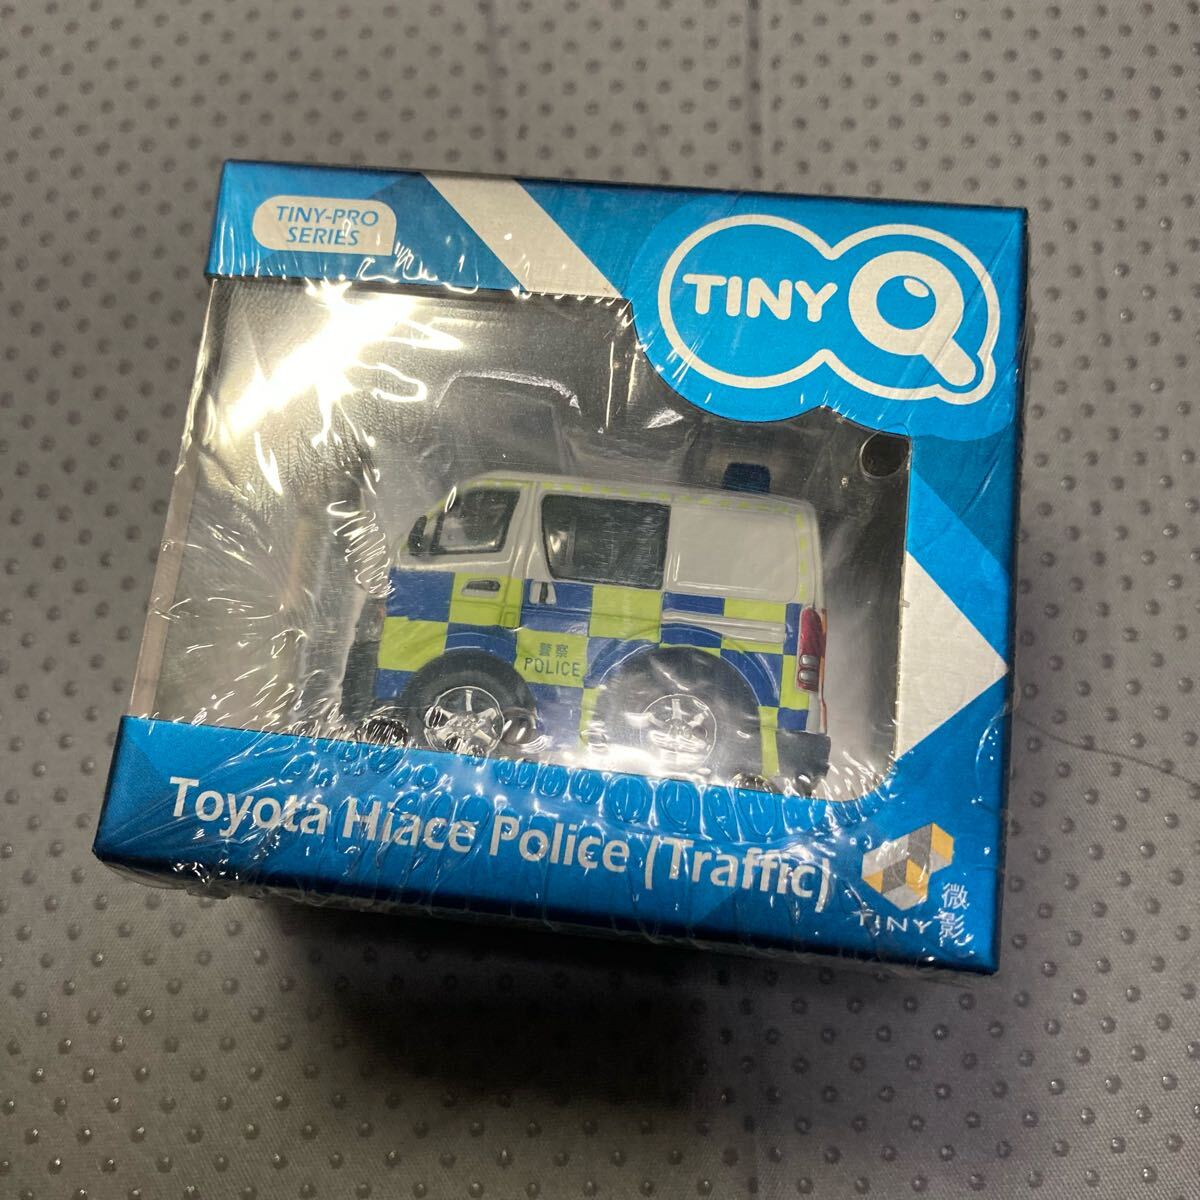 TINY-PRO
SERIES
TINY Q
警察
POLICE
Toyota Hiace Police (Traffic)
TINY
微影